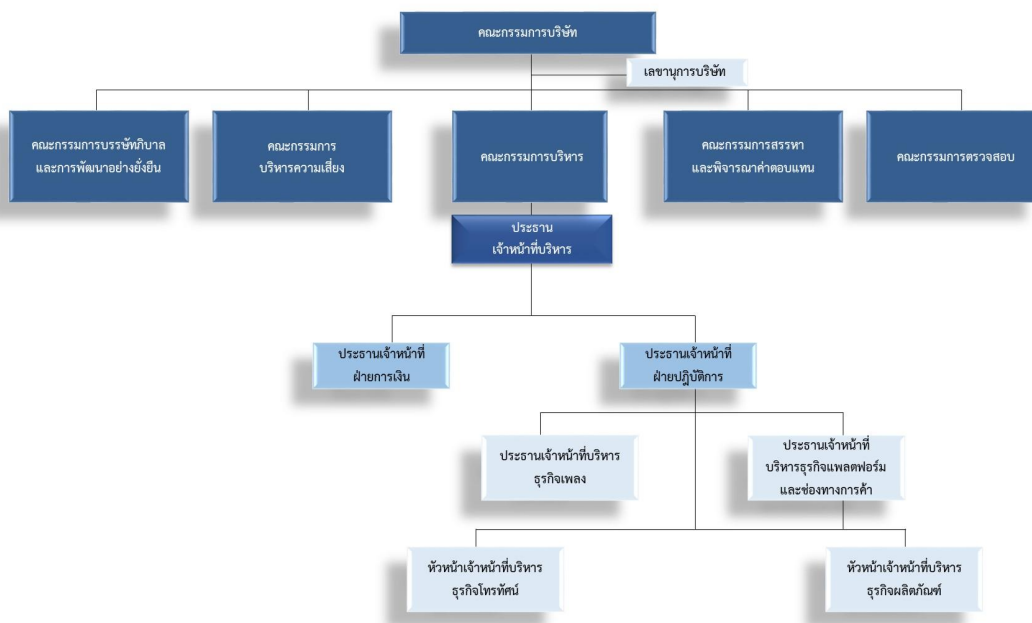 คณะกรรมการบริษัท
เลขานุการบริษัท
คณะกรรมการบรรษัทภิบาล
และการพัฒนาอย่างยั่งยืน
คณะกรรมการ
บริหารความเสี่ยง
คณะกรรมการบริหาร
คณะกรรมการสรรหา
และพิจารณาค่าตอบแทน
คณะกรรมการตรวจสอบ
ประธาน
เจ้าหน้าที่บริหาร
ประธานเจ้าหน้าที่
ฝ่ายการเงิน
ประธานเจ้าหน้าที่
ฝ่ายปฏิบัติการ
ประธานเจ้าหน้าที่บริหาร
ธุรกิจเพลง
ประธานเจ้าหน้าที่
บริหารธุรกิจแพลตฟอร์ม
และช่องทางการค้า
หัวหน้าเจ้าหน้าที่บริหาร
ธุรกิจโทรทัศน์
หัวหน้าเจ้าหน้าที่บริหาร
ธุรกิจผลิตภัณฑ์